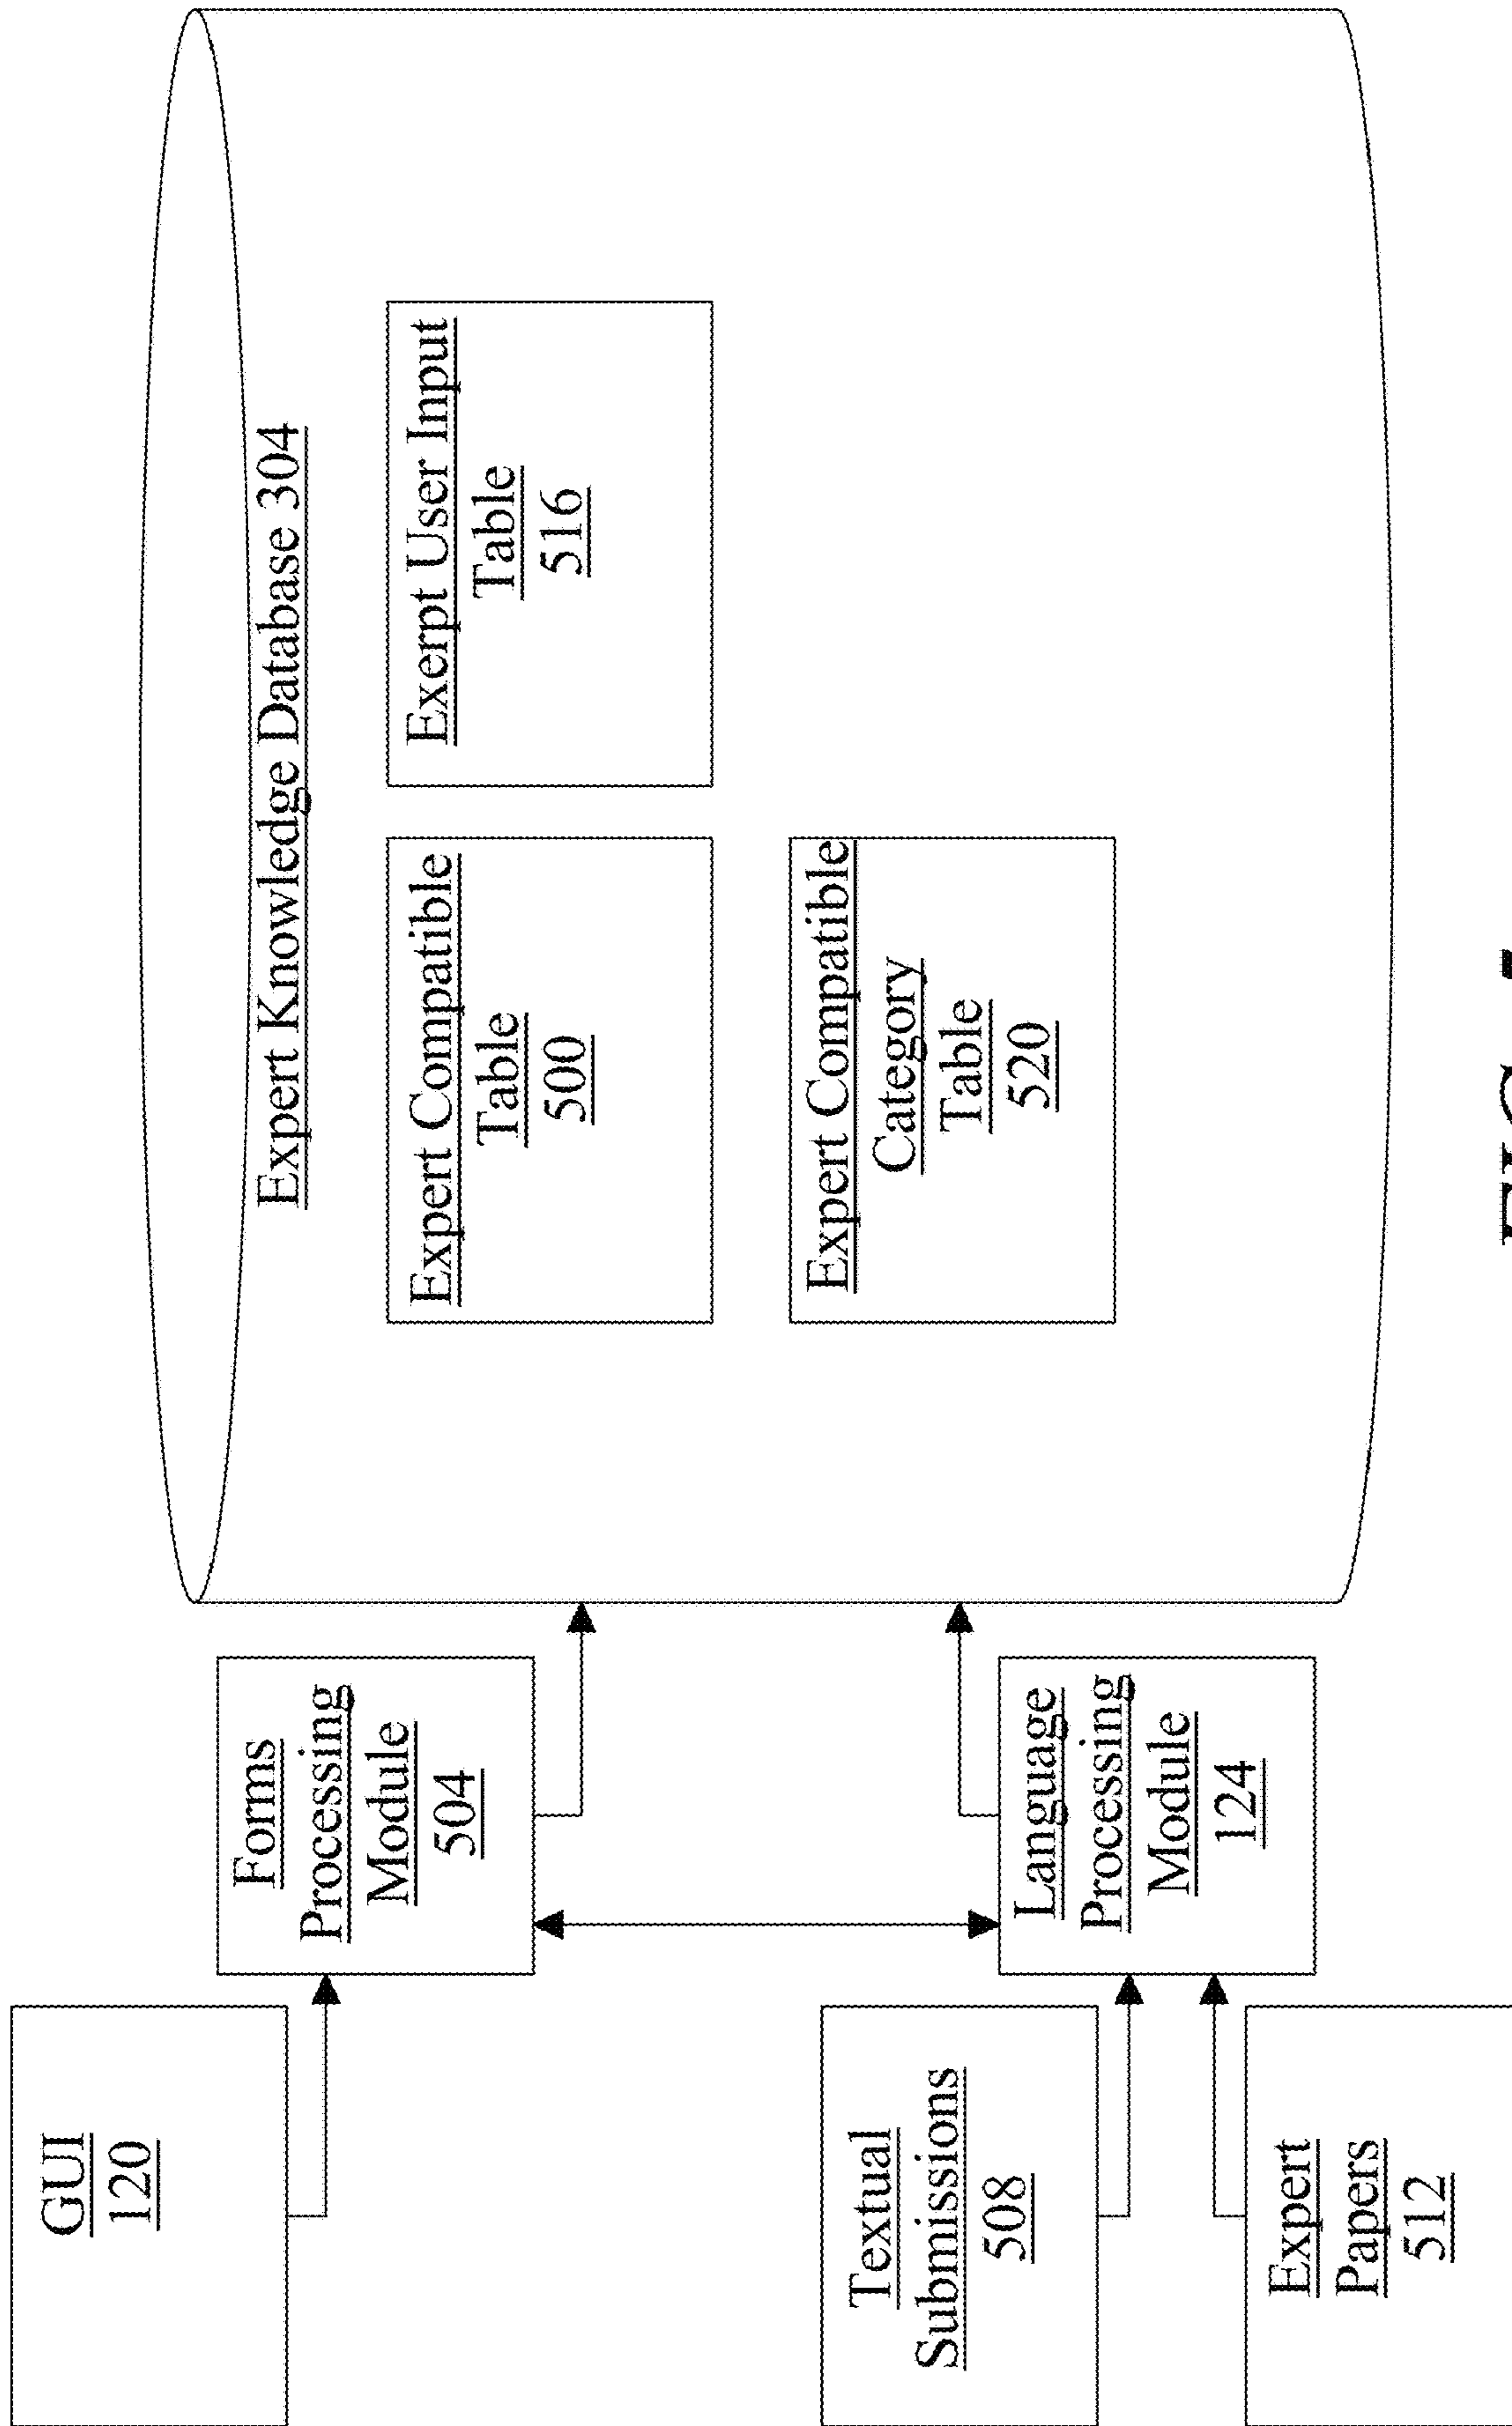 Expert Knowledge Database 304
GUI
120
Forms
Processing
Module
504
Expert Compatible
Table
500
Exerpt User Input
Table
516
Textual
Submissions
508
Language
Processing
Module
124
Expert Compatible
Category
Table
520
Expert
Papers
512